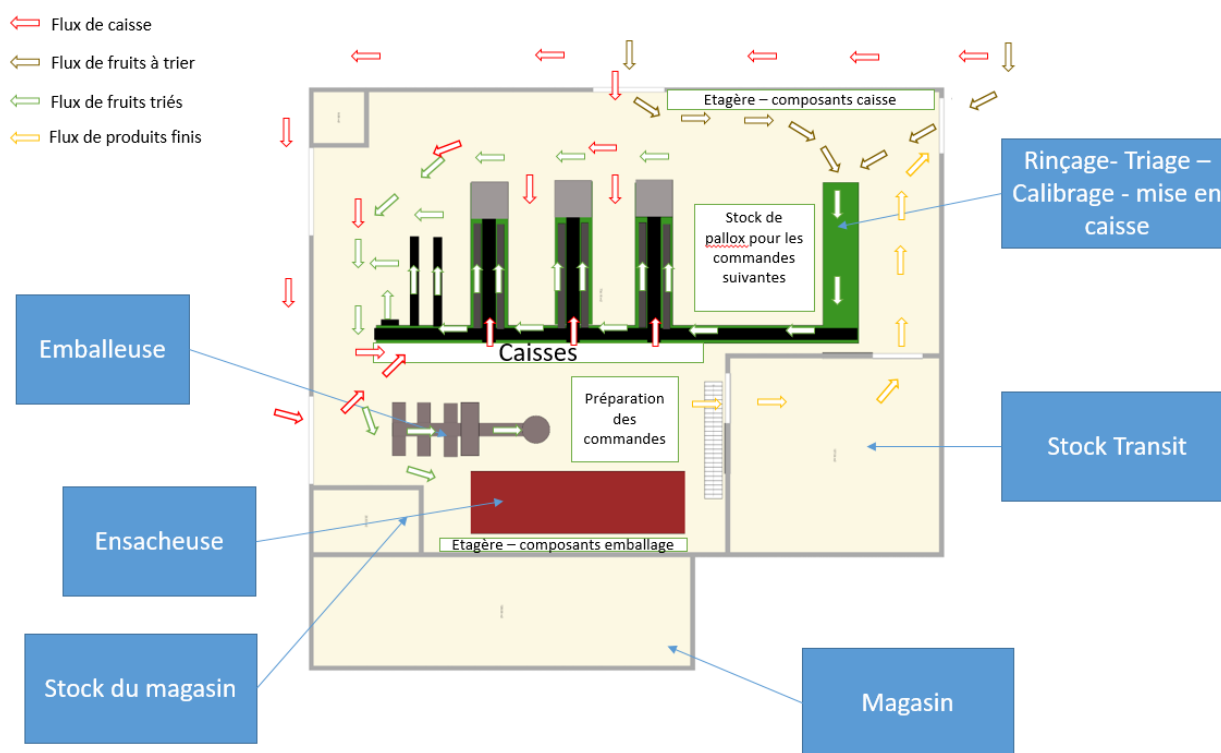 Flux de caisse
Flux de fruits à trier
Flux de fruits triés
Flux de produits finis
Etagère – composants caisse
Rinçage- Triage –
Calibrage - mise en
caisse
Stock de
pallox pour les
commandes
suivantes
Emballeuse
Caisses
Préparation
des
commandes
Stock Transit
Ensacheuse
Etagère – composants emballage
Stock du magasin
Magasin